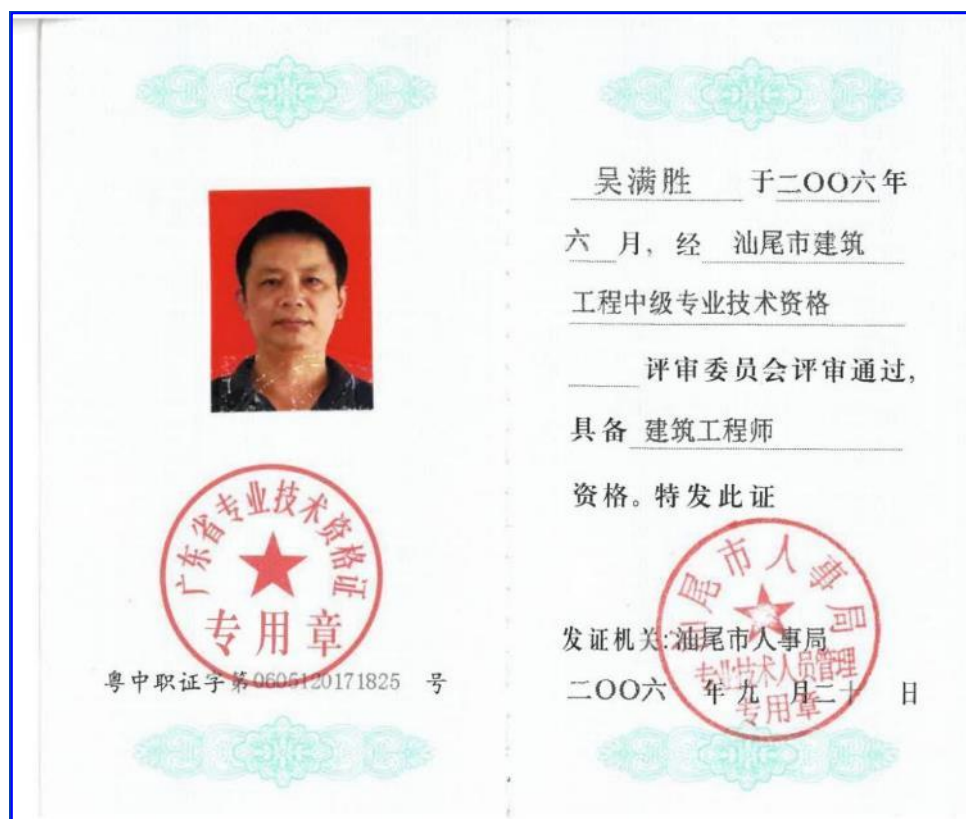 广东省专业技术资格证
专用章
粤中职证字第0605120171825 号
吴满胜 于二〇〇六年
六 月，经 汕尾市建筑
工程中级专业技术资格
评审委员会评审通过，
具备 建筑工程师
资格。特发此证
汕尾市人事局
专业技术人员管理
专用章
发证机关:汕尾市人事局
二〇〇六 年 九 月二十 日